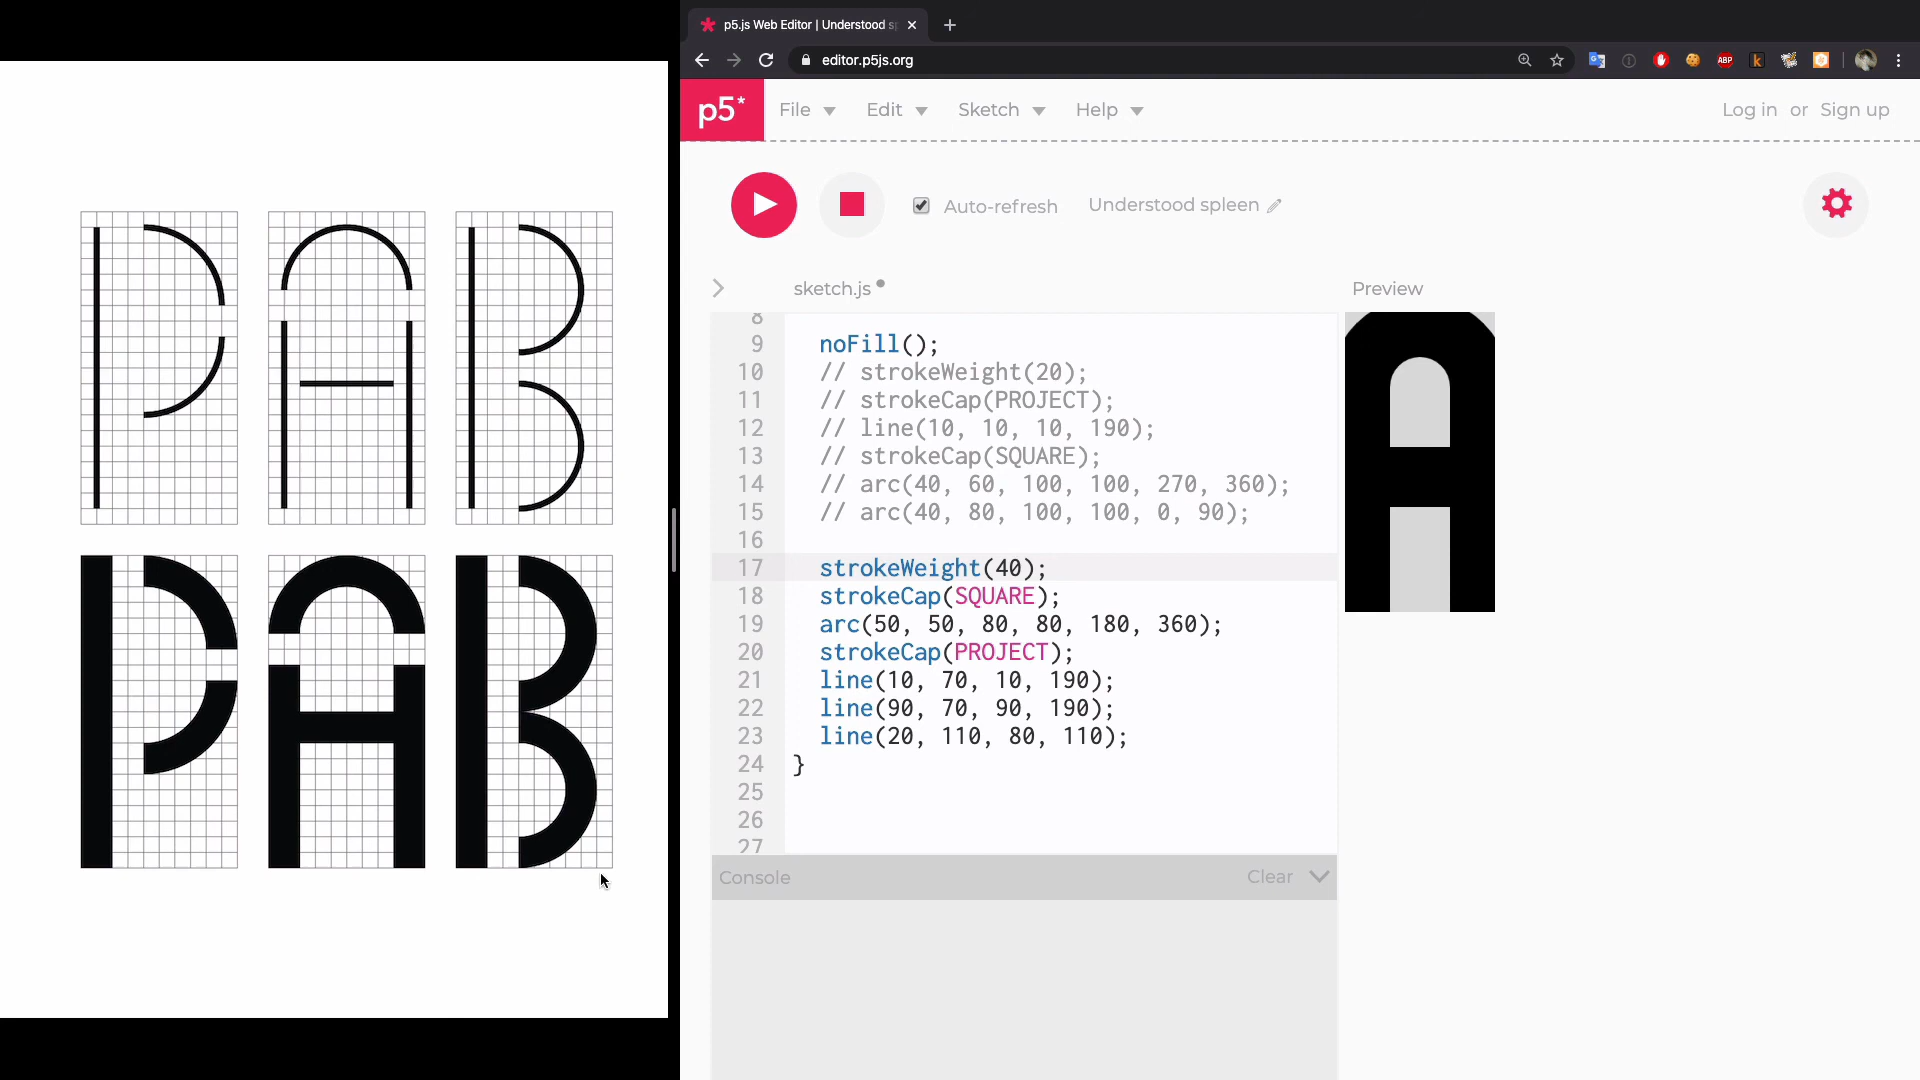 p5.js Web Editor | Understood sp
editor.p5js.org
ABP
k
p5*
File
Edit
Sketch
Help
Log in or Sign up
Auto-refresh
Understood spleen
sketch.js
Preview
8
9 noFill();
10 // strokeWeight(20);
11 // strokeCap(PROJECT);
12 // line(10, 10, 10, 190);
13 // strokeCap(SQUARE);
14 // arc(40, 60, 100, 100, 270, 360);
15 // arc(40, 80, 100, 100, 0, 90);
16
17 strokeWeight(40);
18 strokeCap(SQUARE);
19 arc(50, 50, 80, 80, 180, 360);
20 strokeCap(PROJECT);
21 line(10, 70, 10, 190);
22 line(90, 70, 90, 190);
23 line(20, 110, 80, 110);
24 }
25
26
27
Console
Clear
PAB
PAB
A